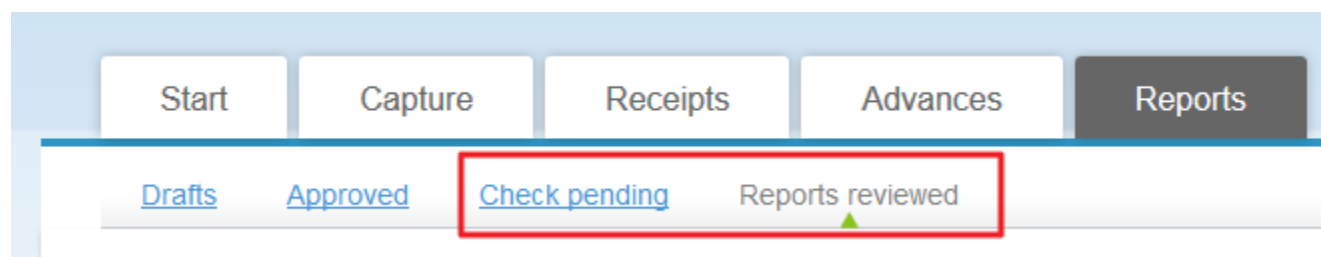 Start Capture Receipts Advances Reports
Drafts Approved Check pending Reports reviewed